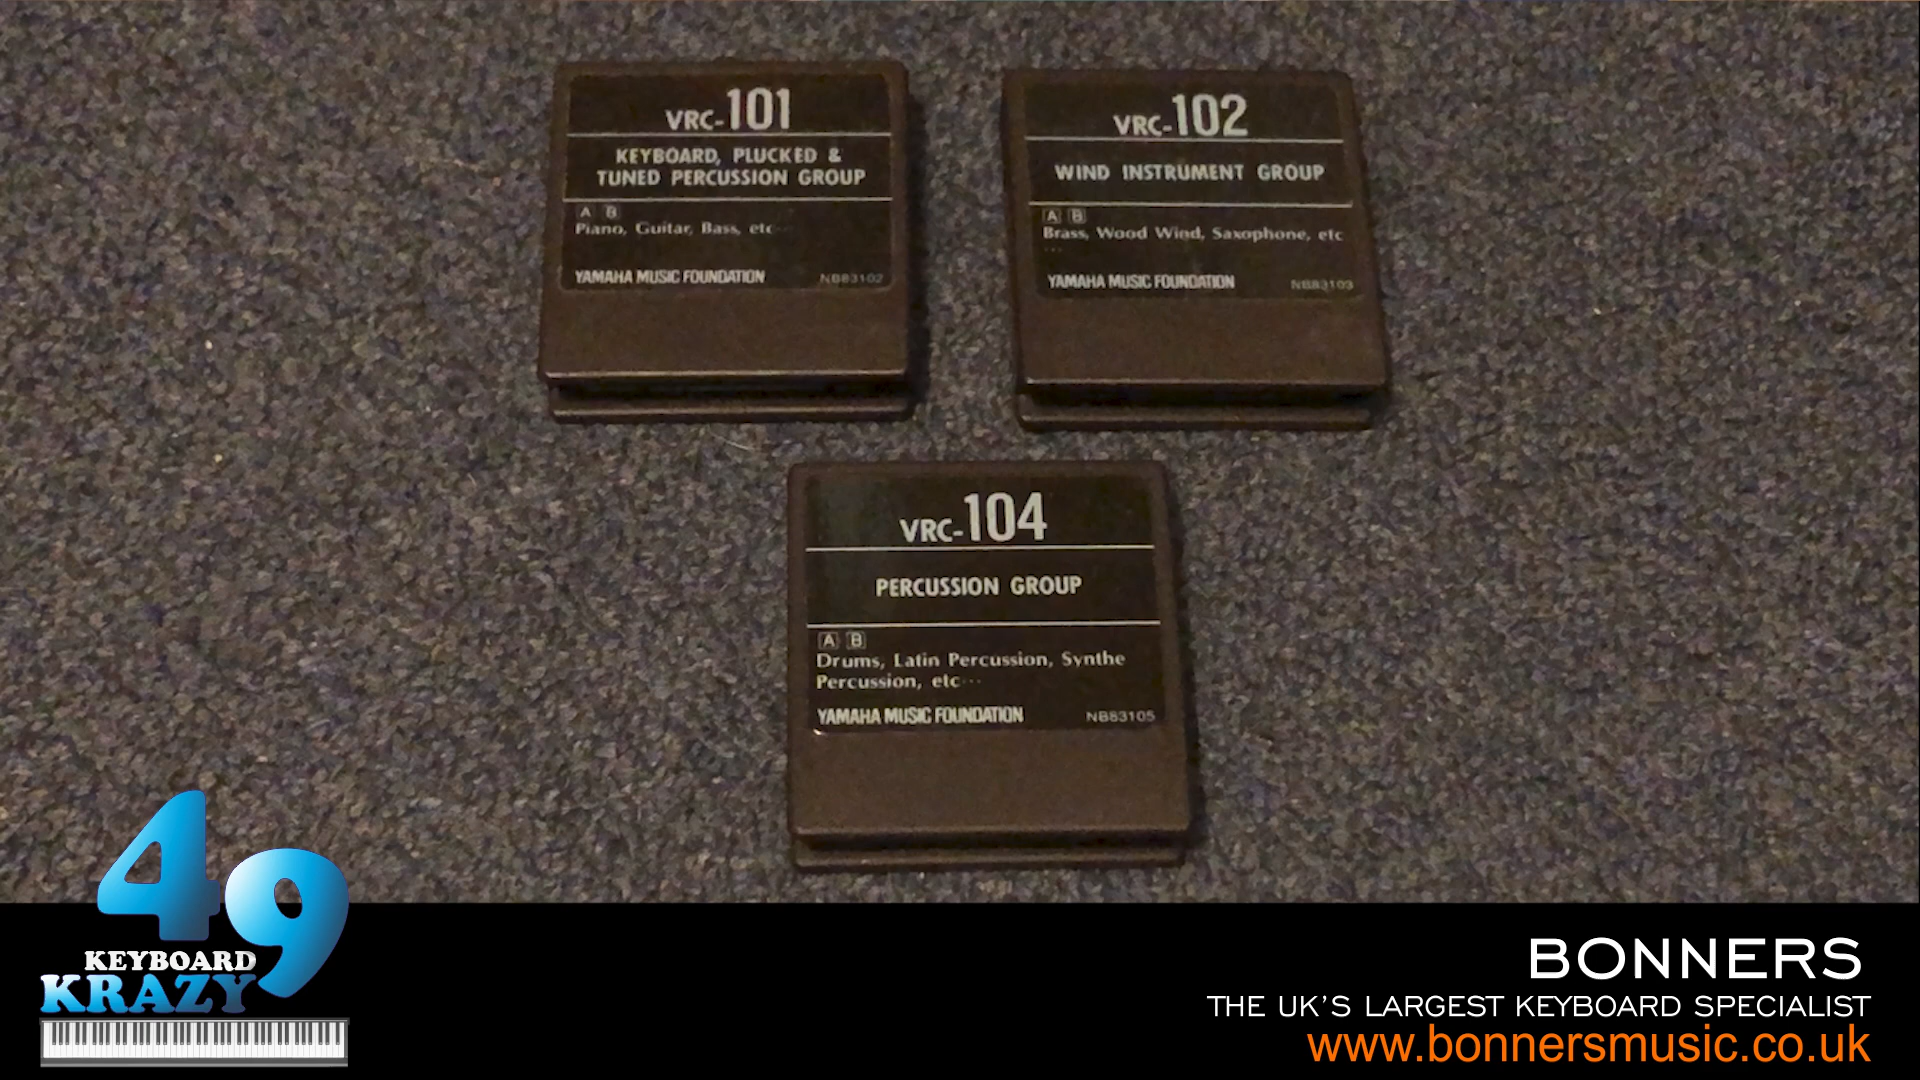 VRC-101
KEYBOARD, PLUCKED &
TUNED PERCUSSION GROUP
A B
Piano, Guitar, Bass, etc···
YAMAHA MUSIC FOUNDATION NB83102
VRC-102
WIND INSTRUMENT GROUP
A B
Brass, Wood Wind, Saxophone, etc
···
YAMAHA MUSIC FOUNDATION NB83103
VRC-104
PERCUSSION GROUP
A B
Drums, Latin Percussion, Synthe
Percussion, etc···
YAMAHA MUSIC FOUNDATION NB83105
49
KEYBOARD
KRAZY
BONNERS
THE UK'S LARGEST KEYBOARD SPECIALIST
www.bonnersmusic.co.uk